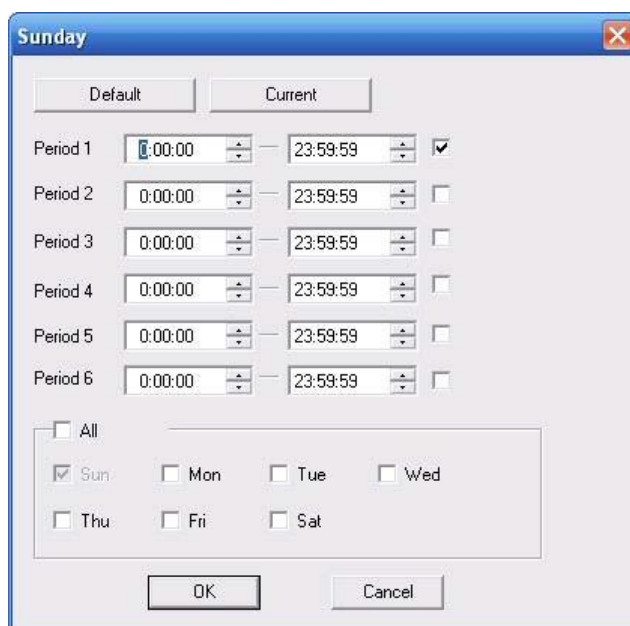 Sunday
Default Current
Period 1 0:00:00 — 23:59:59
Period 2 0:00:00 — 23:59:59
Period 3 0:00:00 — 23:59:59
Period 4 0:00:00 — 23:59:59
Period 5 0:00:00 — 23:59:59
Period 6 0:00:00 — 23:59:59
All
Sun Mon Tue Wed
Thu Fri Sat
OK Cancel